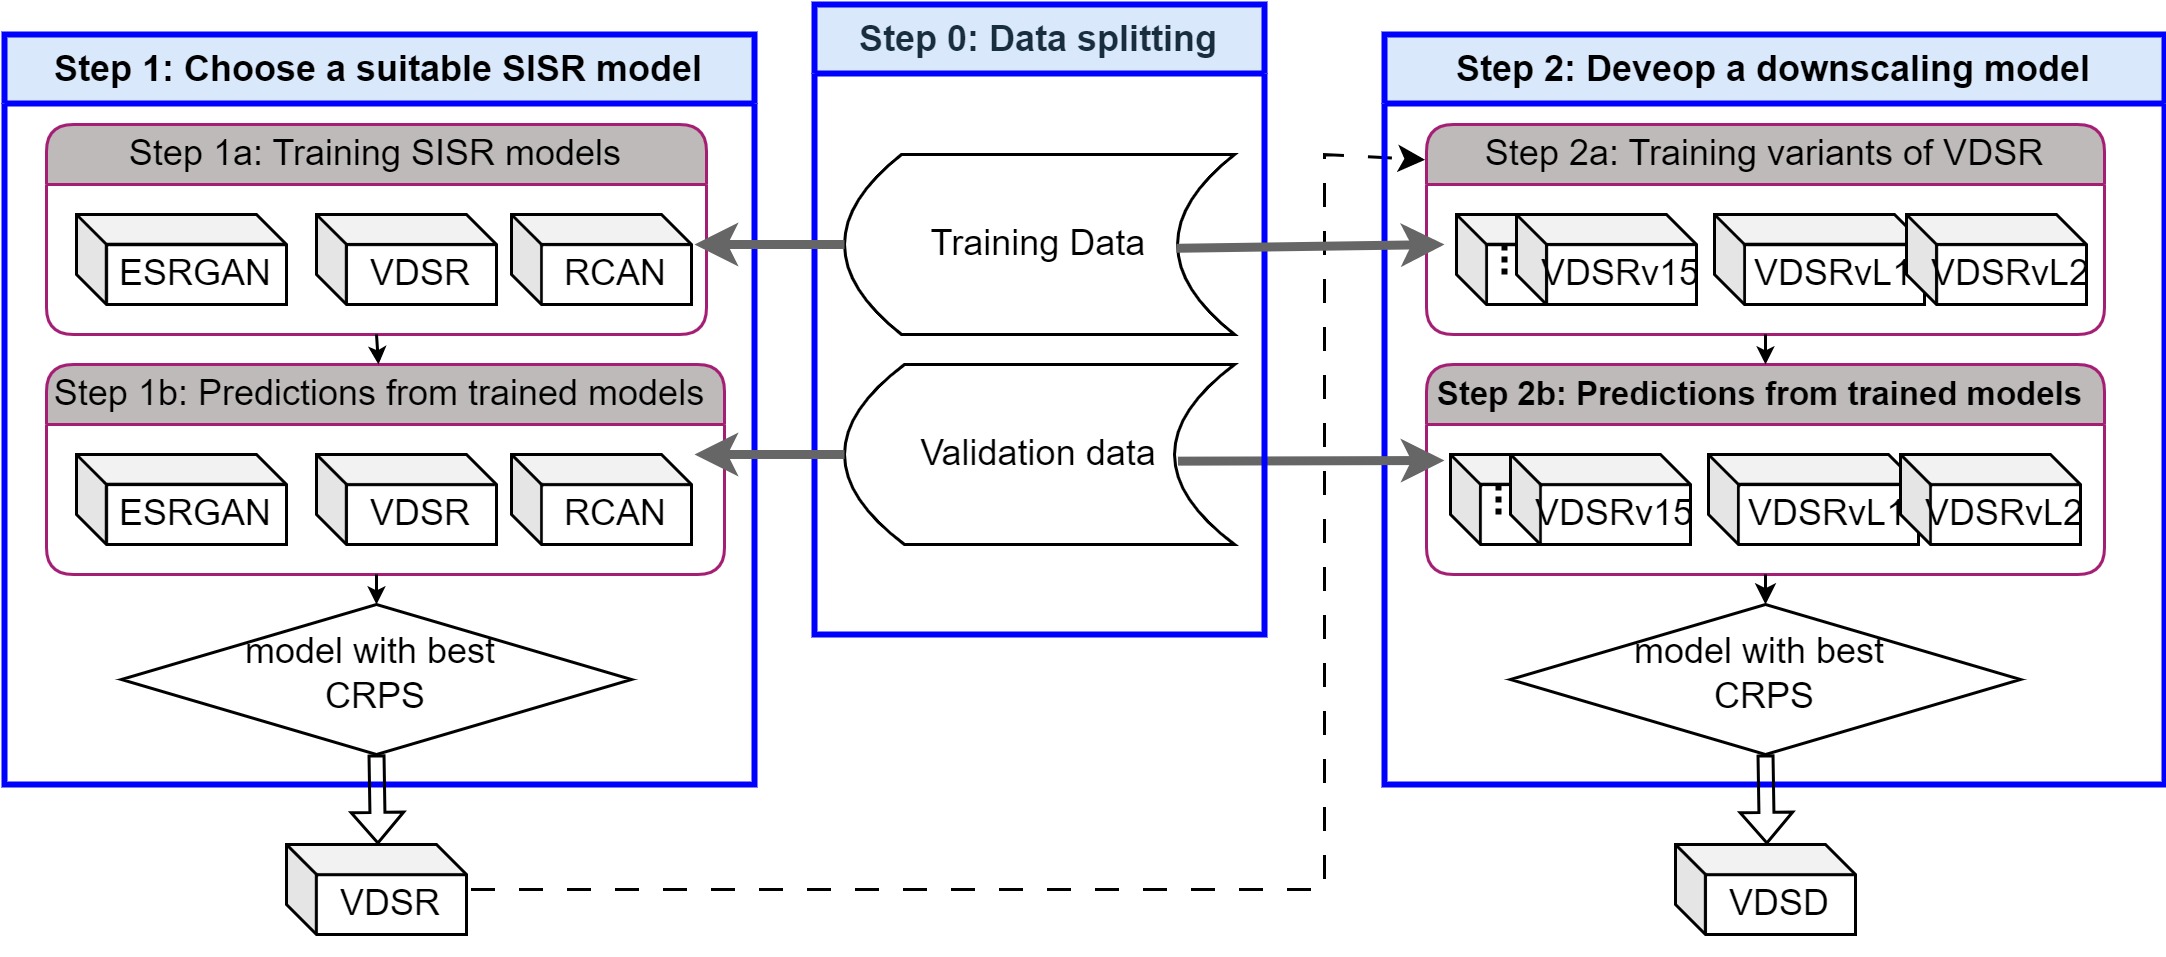 Step 1: Choose a suitable SISR model
Step 1a: Training SISR models
ESRGAN
VDSR
RCAN
Step 1b: Predictions from trained models
ESRGAN
VDSR
RCAN
model with best
CRPS
VDSR
Step 0: Data splitting
Training Data
Validation data
Step 2: Deveop a downscaling model
Step 2a: Training variants of VDSR
...
VDSRv15
VDSRvL1
VDSRvL2
Step 2b: Predictions from trained models
...
VDSRv15
VDSRvL1
VDSRvL2
model with best
CRPS
VDSD